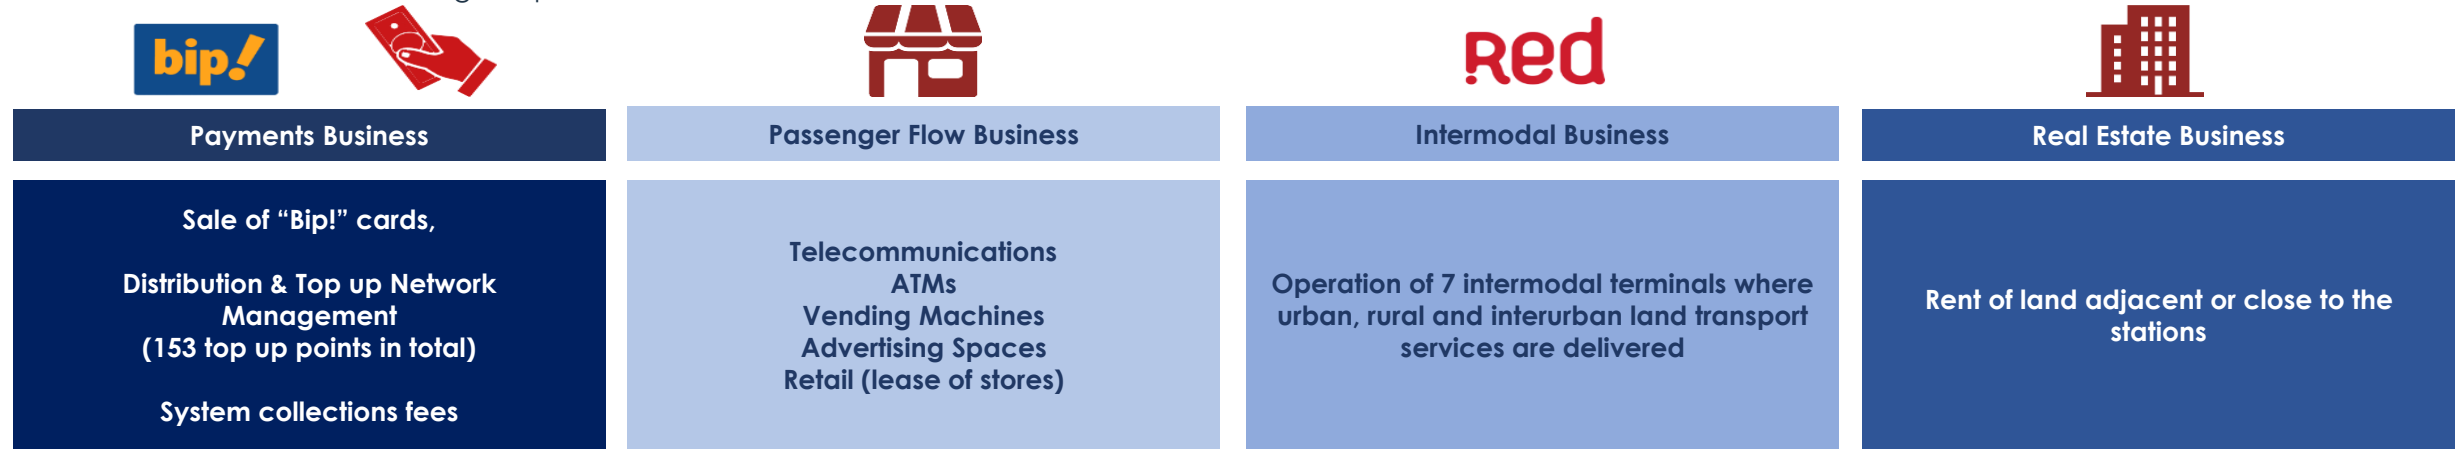 bip!
Red
Payments Business
Sale of “Bip!” cards,
Distribution & Top up Network
Management
(153 top up points in total)
System collections fees
Passenger Flow Business
Telecommunications
ATMs
Vending Machines
Advertising Spaces
Retail (lease of stores)
Intermodal Business
Operation of 7 intermodal terminals where
urban, rural and interurban land transport
services are delivered
Real Estate Business
Rent of land adjacent or close to the
stations